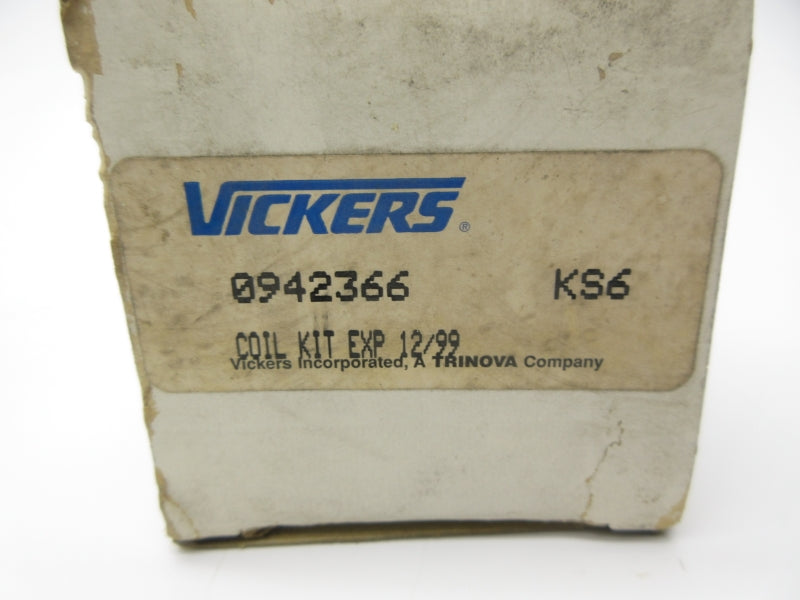 VICKERS®
0942366 KS6
COIL KIT EXP 12/99
Vickers Incorporated, A TRINOVA Company